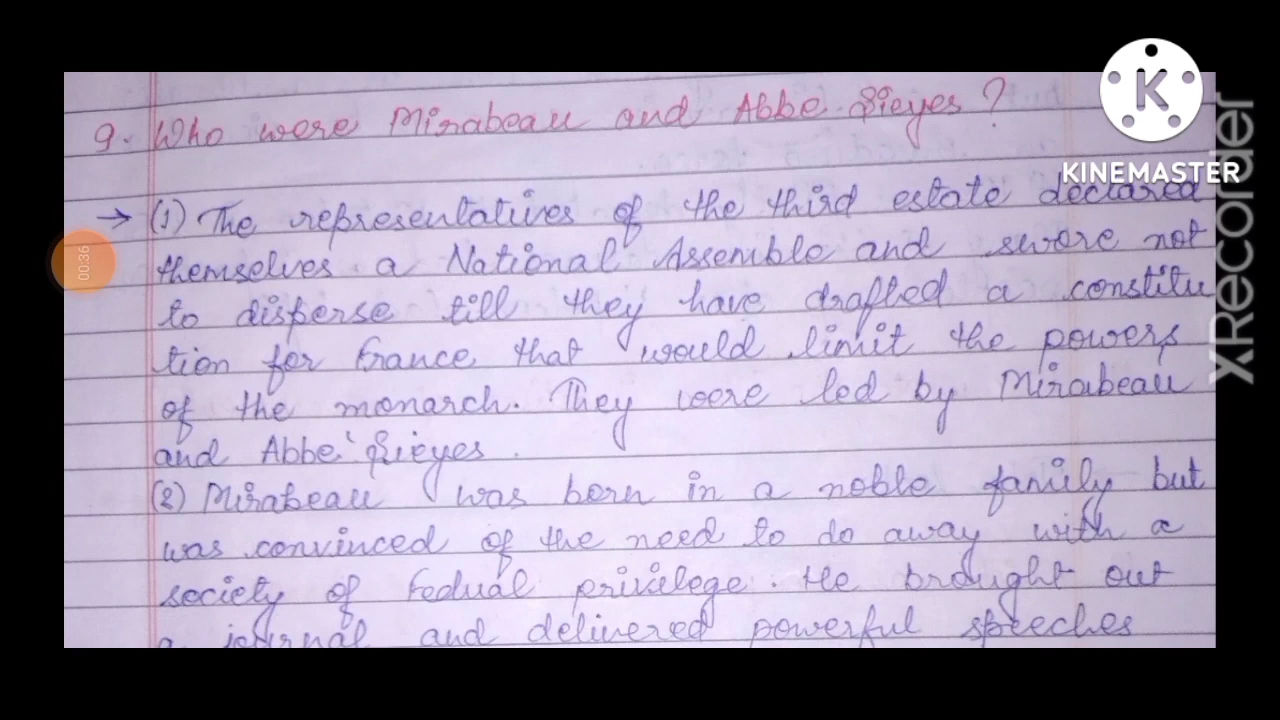 9. Who were Mirabeau and Abbe Sieyes?
→ (1) The representatives of the third estate declared
themselves a National Assemble and swore not
to disperse till they have drafted a constitu
tion for france that would limit the powers
of the monarch. They were led by Mirabeau
and Abbe' Sieyes.
(2) Mirabeau was born in a noble family but
was convinced of the need to do away with a
society of fedual privilege. He brought out
a journal and delivered powerful speeches
K
KINEMASTER
XRecorder
00:36